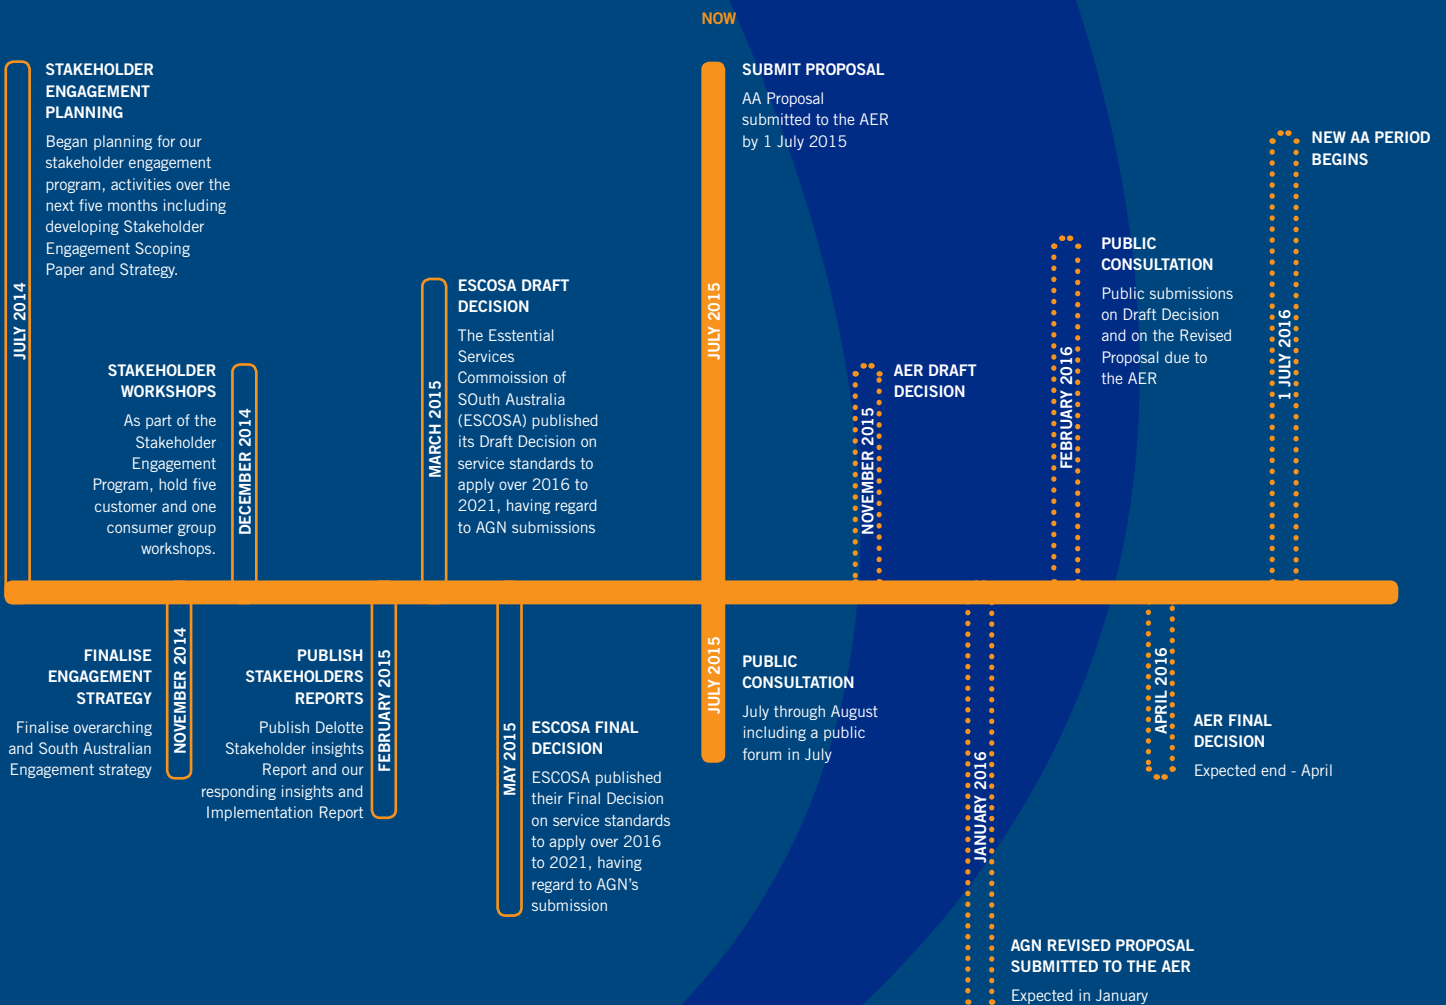 NOW
JULY 2014
STAKEHOLDER
ENGAGEMENT
PLANNING
Began planning for our
stakeholder engagement
program, activities over the
next five months including
developing Stakeholder
Engagement Scoping
Paper and Strategy.
NOVEMBER 2014
FINALISE
ENGAGEMENT
STRATEGY
Finalise overarching
and South Australian
Engagement strategy
DECEMBER 2014
STAKEHOLDER
WORKSHOPS
As part of the
Stakeholder
Engagement
Program, hold five
customer and one
consumer group
workshops.
FEBRUARY 2015
PUBLISH
STAKEHOLDERS
REPORTS
Publish Delotte
Stakeholder insights
Report and our
responding insights and
Implementation Report
MARCH 2015
ESCOSA DRAFT
DECISION
The Esstential
Services
Commoission of
SOuth Australia
(ESCOSA) published
its Draft Decision on
service standards to
apply over 2016 to
2021, having regard
to AGN submissions
MAY 2015
ESCOSA FINAL
DECISION
ESCOSA published
their Final Decision
on service standards
to apply over 2016
to 2021, having
regard to AGN's
submission
JULY 2015
SUBMIT PROPOSAL
AA Proposal
submitted to the AER
by 1 July 2015
JULY 2015
PUBLIC
CONSULTATION
July through August
including a public
forum in July
NOVEMBER 2015
AER DRAFT
DECISION
JANUARY 2016
AGN REVISED PROPOSAL
SUBMITTED TO THE AER
Expected in January
FEBRUARY 2016
PUBLIC
CONSULTATION
Public submissions
on Draft Decision
and on the Revised
Proposal due to
the AER
APRIL 2016
AER FINAL
DECISION
Expected end - April
1 JULY 2016
NEW AA PERIOD
BEGINS